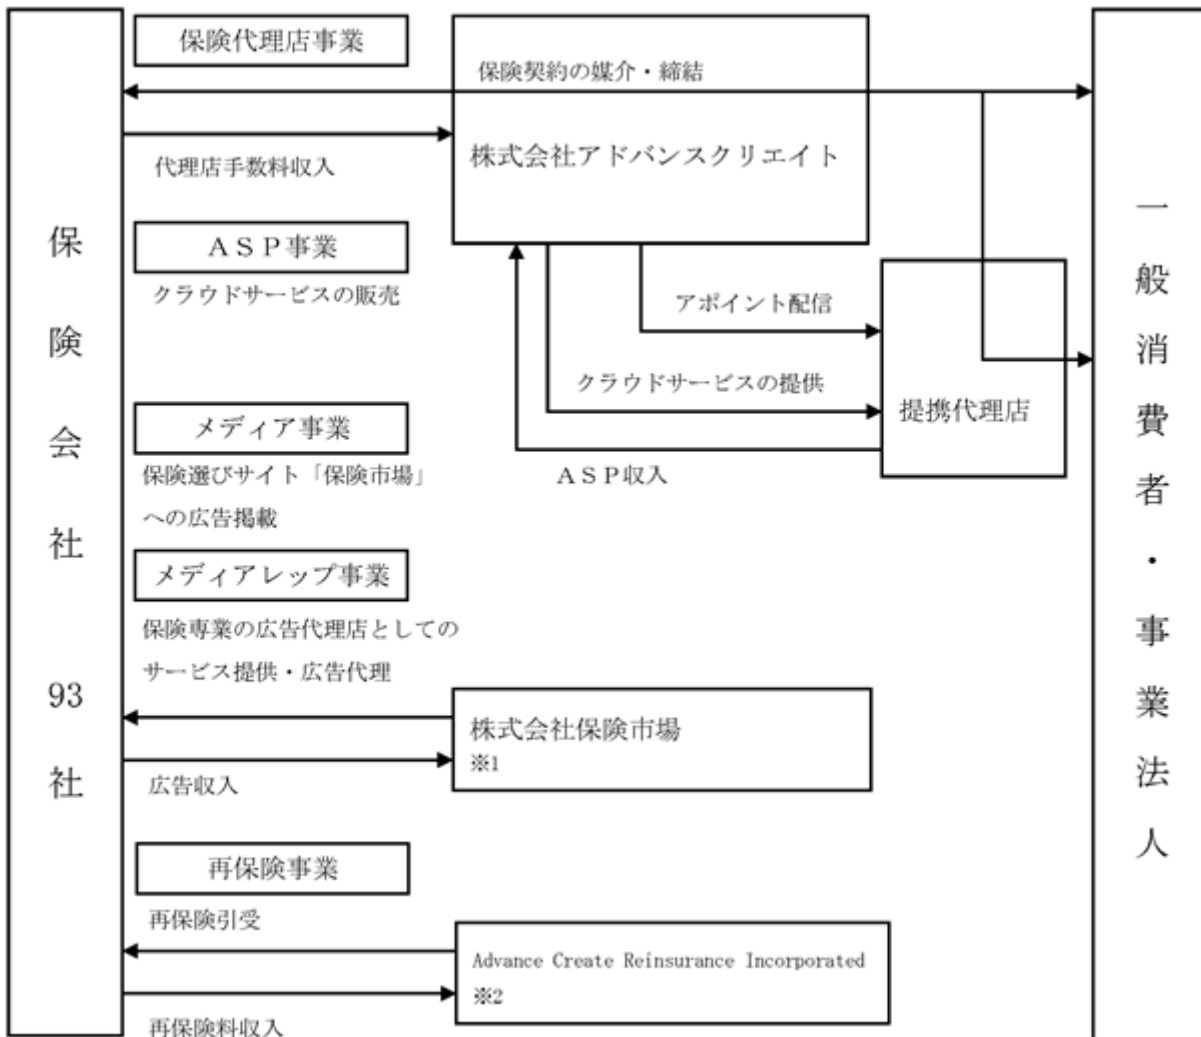 保険会社 93 社
保険代理店事業
保険契約の媒介・締結
代理店手数料収入
株式会社アドバンスクリエイト
ＡＳＰ事業
クラウドサービスの販売
アポイント配信
クラウドサービスの提供
ＡＳＰ収入
提携代理店
メディア事業
保険選びサイト「保険市場」
への広告掲載
メディアレップ事業
保険専業の広告代理店としての
サービス提供・広告代理
株式会社保険市場
※1
広告収入
再保険事業
再保険引受
Advance Create Reinsurance Incorporated
※2
再保険料収入
一般消費者・事業法人